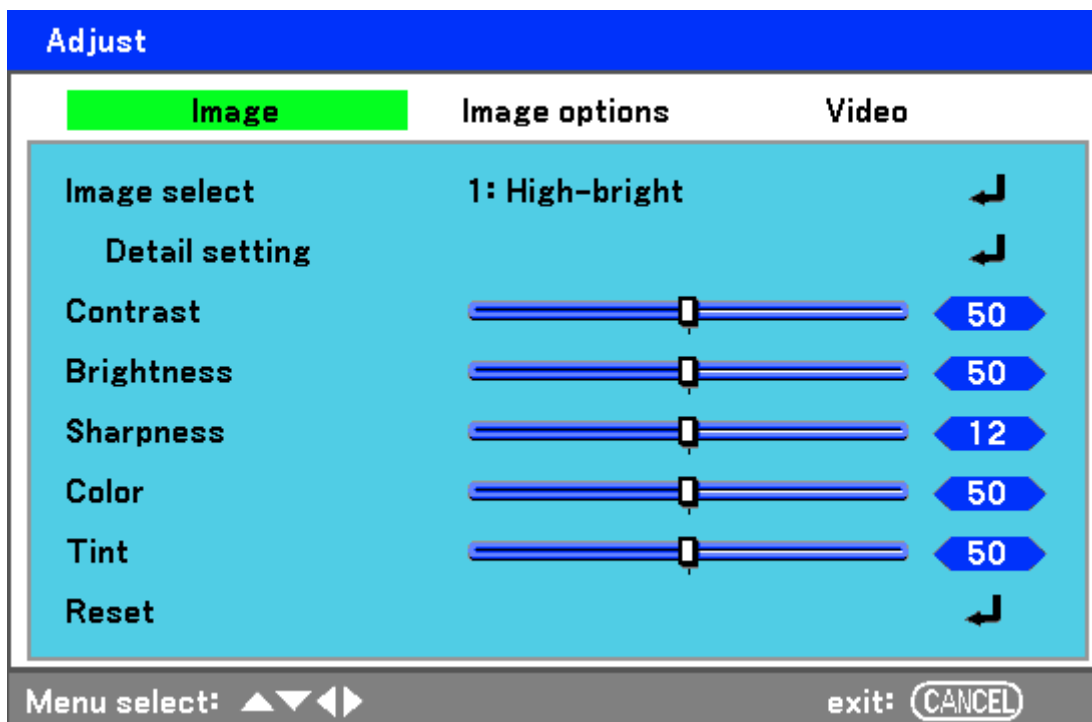 Adjust
Image Image options Video
Image select 1: High-bright
Detail setting
Contrast 50
Brightness 50
Sharpness 12
Color 50
Tint 50
Reset
Menu select: exit: CANCEL